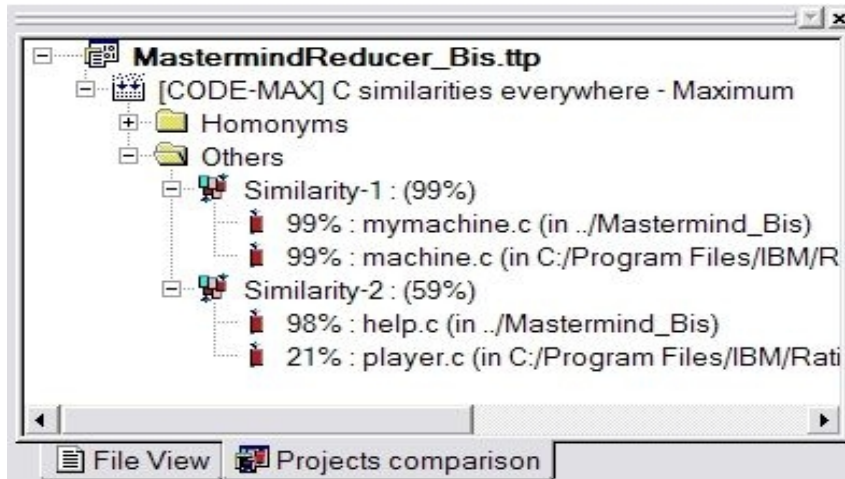 MastermindReducer_Bis.ttp
[CODE-MAX] C similarities everywhere - Maximum
Homonyms
Others
Similarity-1 : (99%)
99% : mymachine.c (in ../Mastermind_Bis)
99% : machine.c (in C:/Program Files/IBM/R
Similarity-2 : (59%)
98% : help.c (in ../Mastermind_Bis)
21% : player.c (in C:/Program Files/IBM/Rati
File View Projects comparison